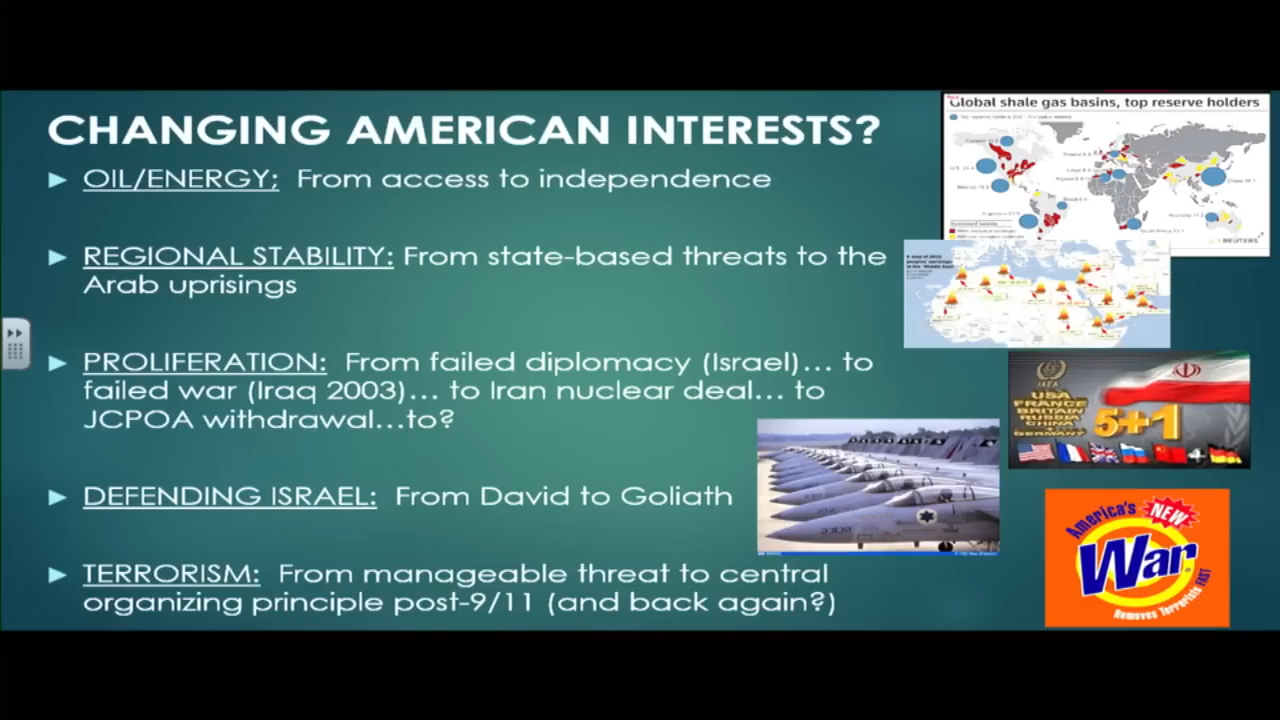 CHANGING AMERICAN INTERESTS?
► OIL/ENERGY; From access to independence
► REGIONAL STABILITY: From state-based threats to the
Arab uprisings
► PROLIFERATION: From failed diplomacy (Israel)... to
failed war (Iraq 2003)... to Iran nuclear deal... to
JCPOA withdrawal...to?
► DEFENDING ISRAEL: From David to Goliath
► TERRORISM: From manageable threat to central
organizing principle post-9/11 (and back again?)
Global shale gas basins, top reserve holders
REUTERS
IAEA
USA
FRANCE
BRITAIN
RUSSIA
CHINA
+
GERMANY
5+1
America's
NEW
War
Removes Terrorists FAST